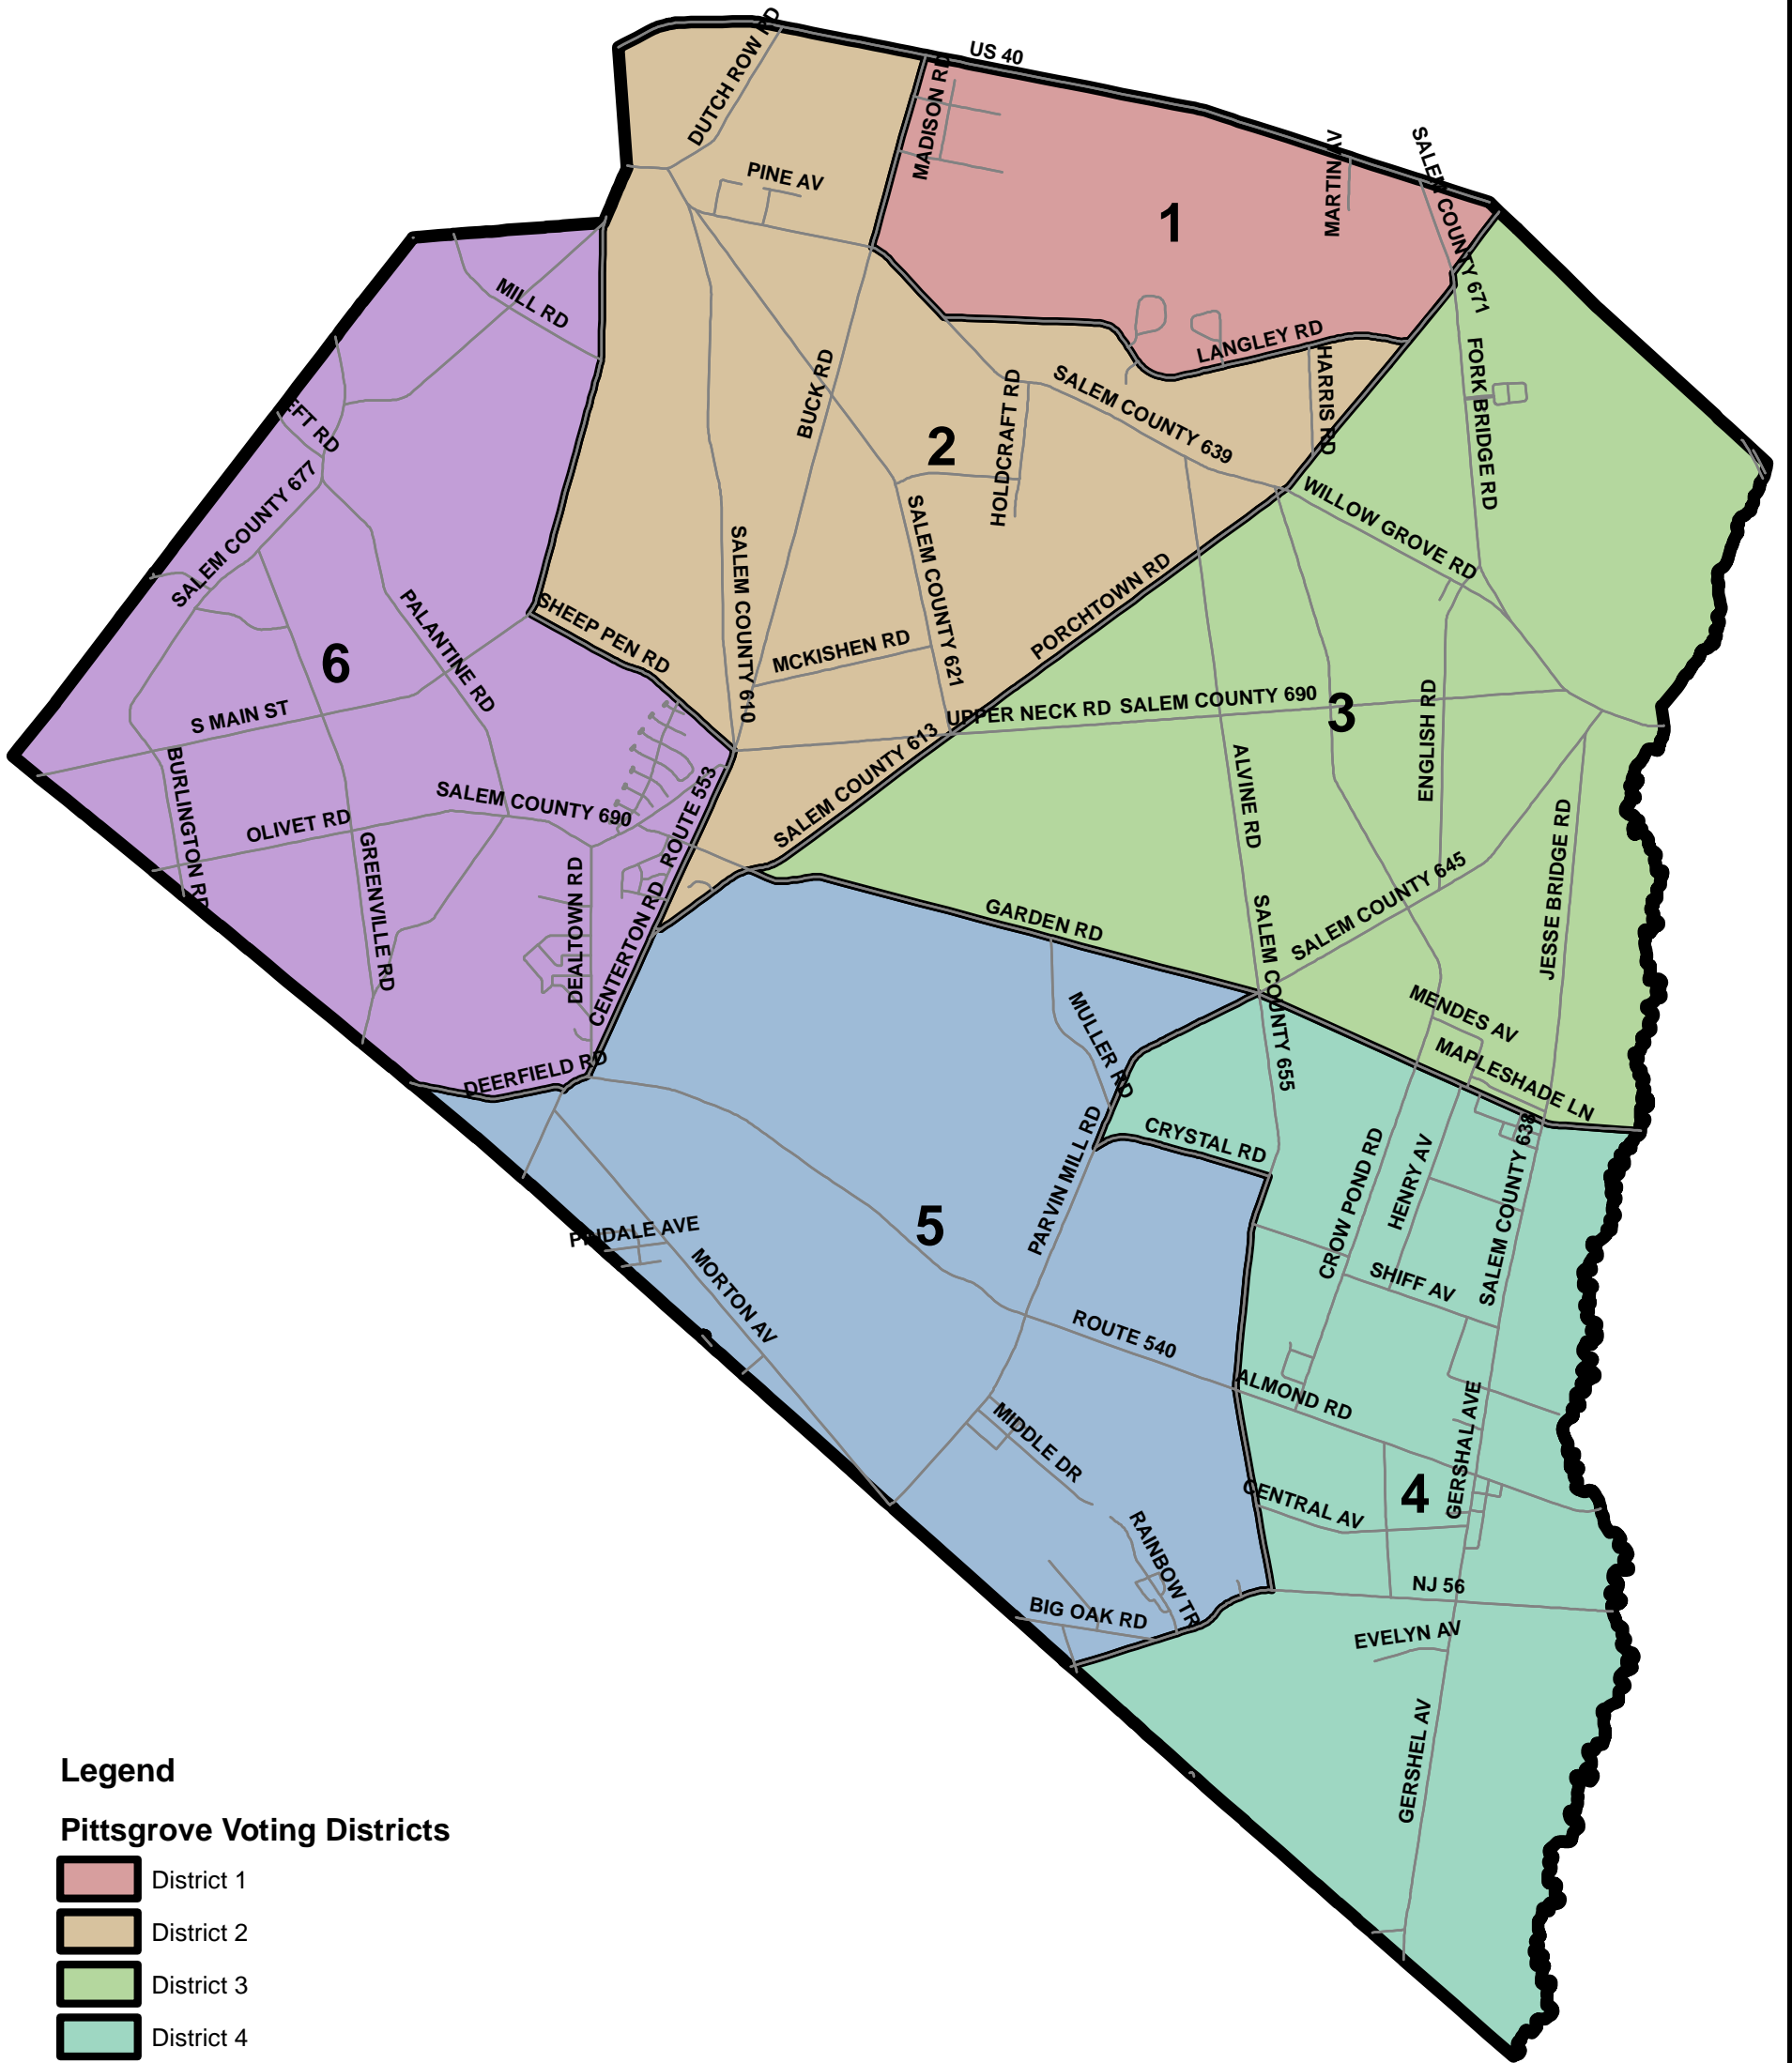 US 40
DUTCH ROW RD
MADISON RD
PINE AV
MARTIN AV
SALEM COUNTY 671
1
MILL RD
LANGLEY RD
HARRIS RD
FORK BRIDGE RD
BUCK RD
SALEM COUNTY 639
HOLDCRAFT RD
2
RD
SALEM COUNTY 677
WILLOW GROVE RD
SALEM COUNTY 610
SALEM COUNTY 621
PORCHTOWN RD
PALANTINE RD
SHEEP PEN RD
MCKISHEN RD
6
S MAIN ST
UPPER NECK RD
SALEM COUNTY 690
3
ENGLISH RD
SALEM COUNTY 613
BURLINGTON RD
OLIVET RD
SALEM COUNTY 690
ROUTE 553
ALVINE RD
JESSE BRIDGE RD
GREENVILLE RD
DEALTOWN RD
CENTERTON RD
GARDEN RD
SALEM COUNTY 645
SALEM COUNTY 655
MULLER RD
MENDES AV
MAPLESHADE LN
DEERFIELD RD
CRYSTAL RD
PARVIN MILL RD
CROW POND RD
HENRY AV
SALEM COUNTY 638
5
PINDALE AVE
MORTON AV
SHIFF AV
ROUTE 540
ALMOND RD
GERSHAL AVE
MIDDLE DR
CENTRAL AV
4
RAINBOW TR
BIG OAK RD
NJ 56
EVELYN AV
GERSHEL AV
Legend
Pittsgrove Voting Districts
District 1
District 2
District 3
District 4